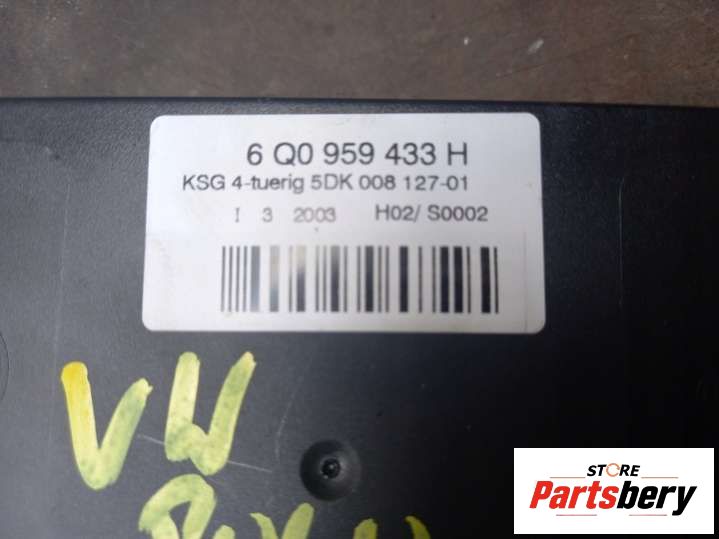 6 Q0 959 433 H
KSG 4-tuerig 5DK 008 127-01
I 3 2003 H02/ S0002
VW
STORE
Partsbery